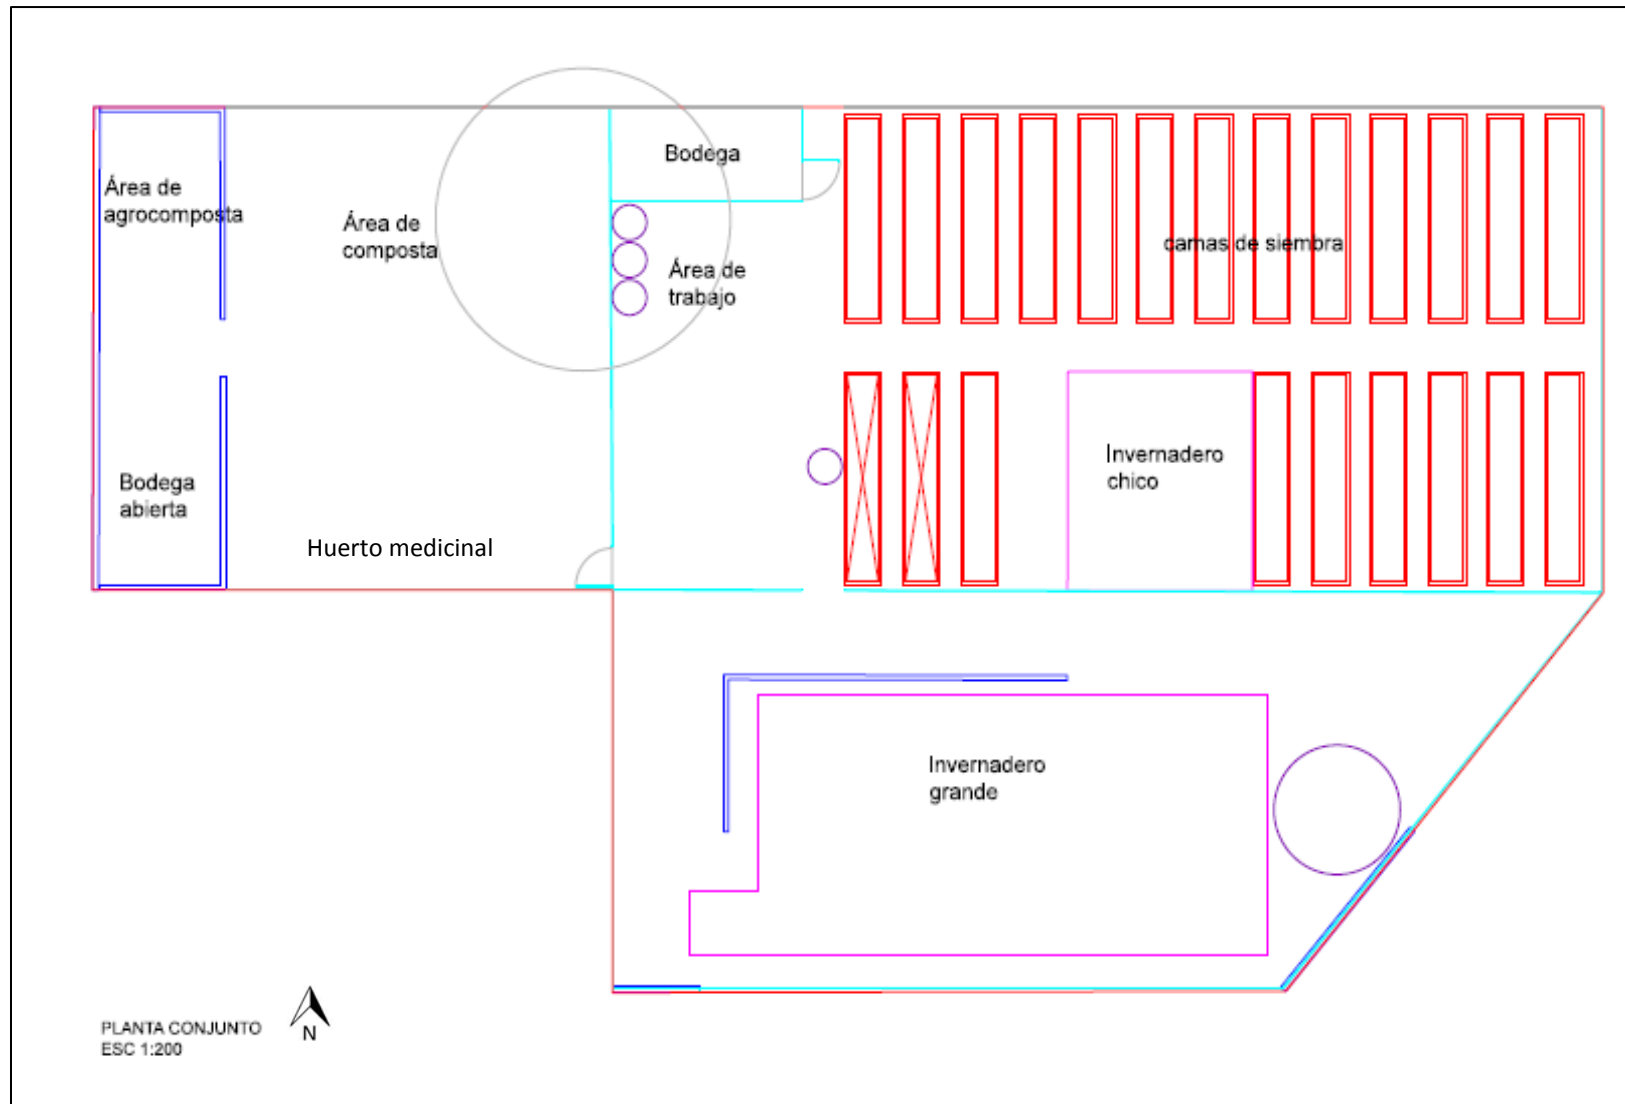 Área de
agrocomposta
Área de
composta
Bodega
Área de
trabajo
camas de siembra
Bodega
abierta
Huerto medicinal
Invernadero
chico
Invernadero
grande
PLANTA CONJUNTO
ESC 1:200
N